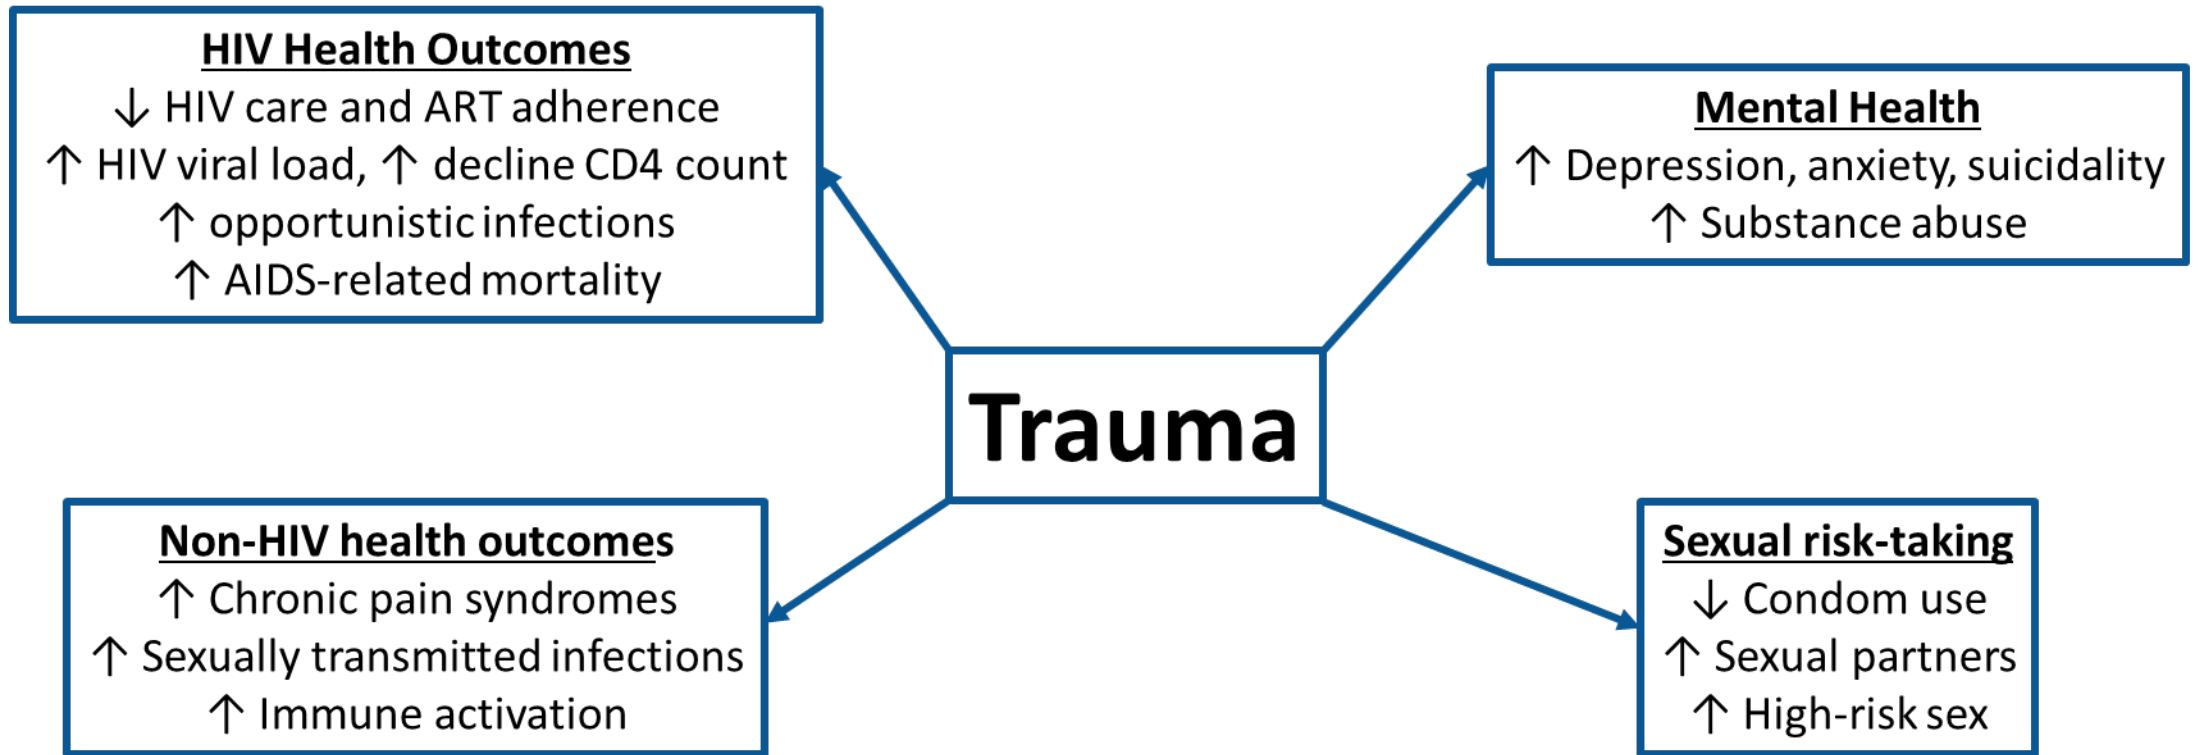 HIV Health Outcomes
↓ HIV care and ART adherence
↑ HIV viral load, ↑ decline CD4 count
↑ opportunistic infections
↑ AIDS-related mortality
Mental Health
↑ Depression, anxiety, suicidality
↑ Substance abuse
Trauma
Non-HIV health outcomes
↑ Chronic pain syndromes
↑ Sexually transmitted infections
↑ Immune activation
Sexual risk-taking
↓ Condom use
↑ Sexual partners
↑ High-risk sex